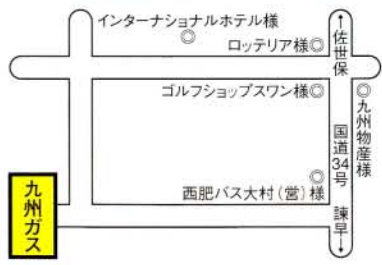 インターナショナルホテル様
◎
ロッテリア様◎
↑佐世保
ゴルフショップスワン様◎
◎九州物産様
国道34号
◎
西肥バス大村(営)様
諫早↓
九州ガス